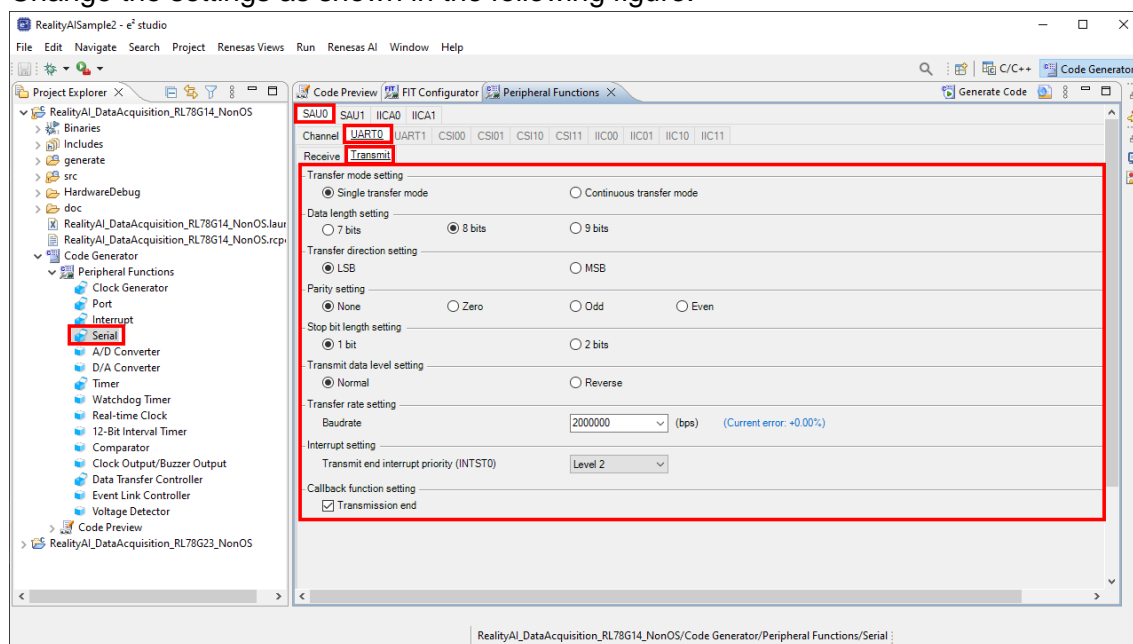 Change the settings as shown in the following figure.
RealityAISample2 - e² studio
File Edit Navigate Search Project Renesas Views Run Renesas AI Window Help
C/C++ Code Generator
Project Explorer
Code Preview FIT Configurator Peripheral Functions
Generate Code
RealityAI_DataAcquisition_RL78G14_NonOS
Binaries
Includes
generate
src
HardwareDebug
doc
RealityAI_DataAcquisition_RL78G14_NonOS.laur
RealityAI_DataAcquisition_RL78G14_NonOS.rcp
Code Generator
Peripheral Functions
Clock Generator
Port
Interrupt
Serial
A/D Converter
D/A Converter
Timer
Watchdog Timer
Real-time Clock
12-Bit Interval Timer
Comparator
Clock Output/Buzzer Output
Data Transfer Controller
Event Link Controller
Voltage Detector
Code Preview
RealityAI_DataAcquisition_RL78G23_NonOS
SAU0 SAU1 IICA0 IICA1
Channel UART0 UART1 CSI00 CSI01 CSI10 CSI11 IIC00 IIC01 IIC10 IIC11
Receive Transmit
Transfer mode setting
Single transfer mode Continuous transfer mode
Data length setting
7 bits 8 bits 9 bits
Transfer direction setting
LSB MSB
Parity setting
None Zero Odd Even
Stop bit length setting
1 bit 2 bits
Transmit data level setting
Normal Reverse
Transfer rate setting
Baudrate 2000000 (bps) (Current error: +0.00%)
Interrupt setting
Transmit end interrupt priority (INTST0) Level 2
Callback function setting
Transmission end
RealityAI_DataAcquisition_RL78G14_NonOS/Code Generator/Peripheral Functions/Serial